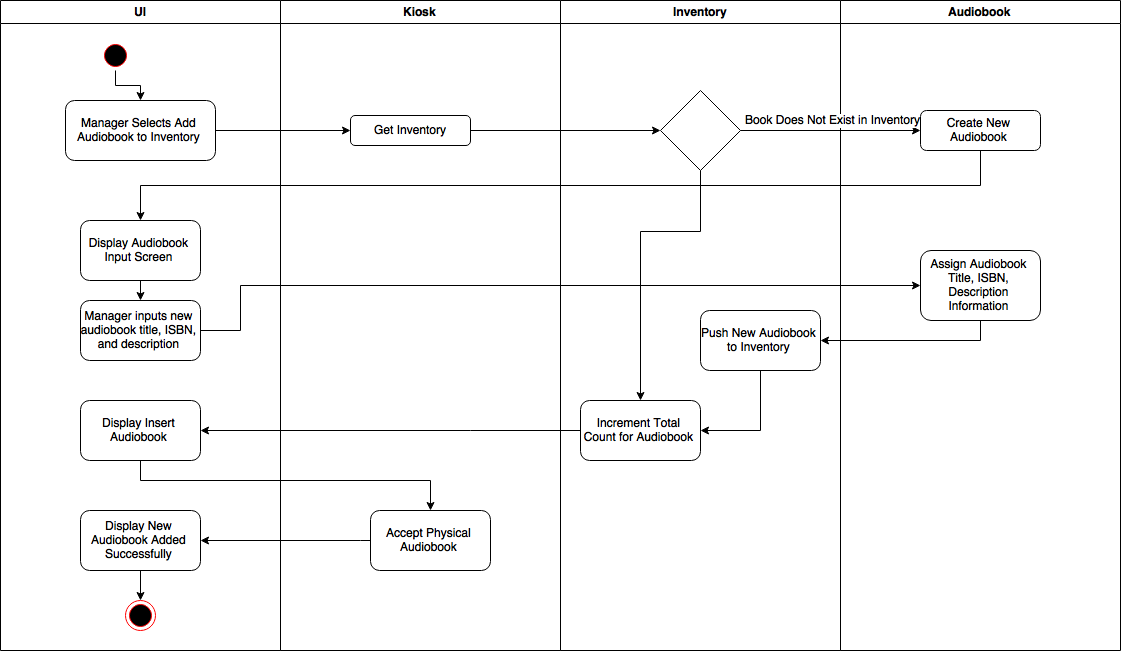 UI
Kiosk
Inventory
Audiobook
Manager Selects Add
Audiobook to Inventory
Get Inventory
Book Does Not Exist in Inventory
Create New
Audiobook
Display Audiobook
Input Screen
Manager inputs new
audiobook title, ISBN,
and description
Assign Audiobook
Title, ISBN,
Description
Information
Push New Audiobook
to Inventory
Increment Total
Count for Audiobook
Display Insert
Audiobook
Accept Physical
Audiobook
Display New
Audiobook Added
Successfully